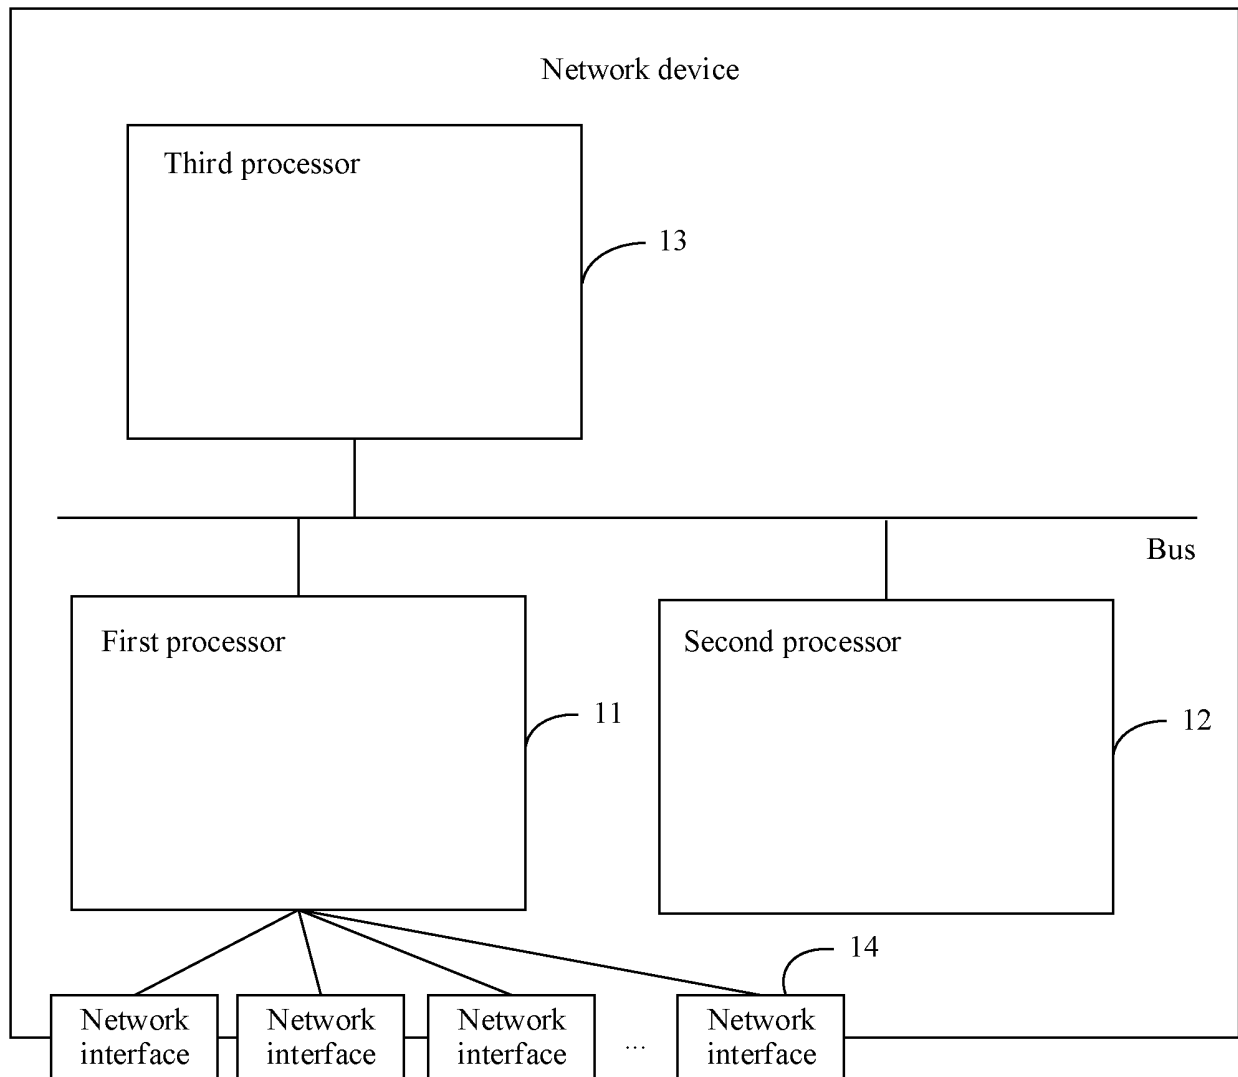 Network device
Third processor
13
Bus
First processor
Second processor
11
12
14
Network
interface
Network
interface
Network
interface
...
Network
interface